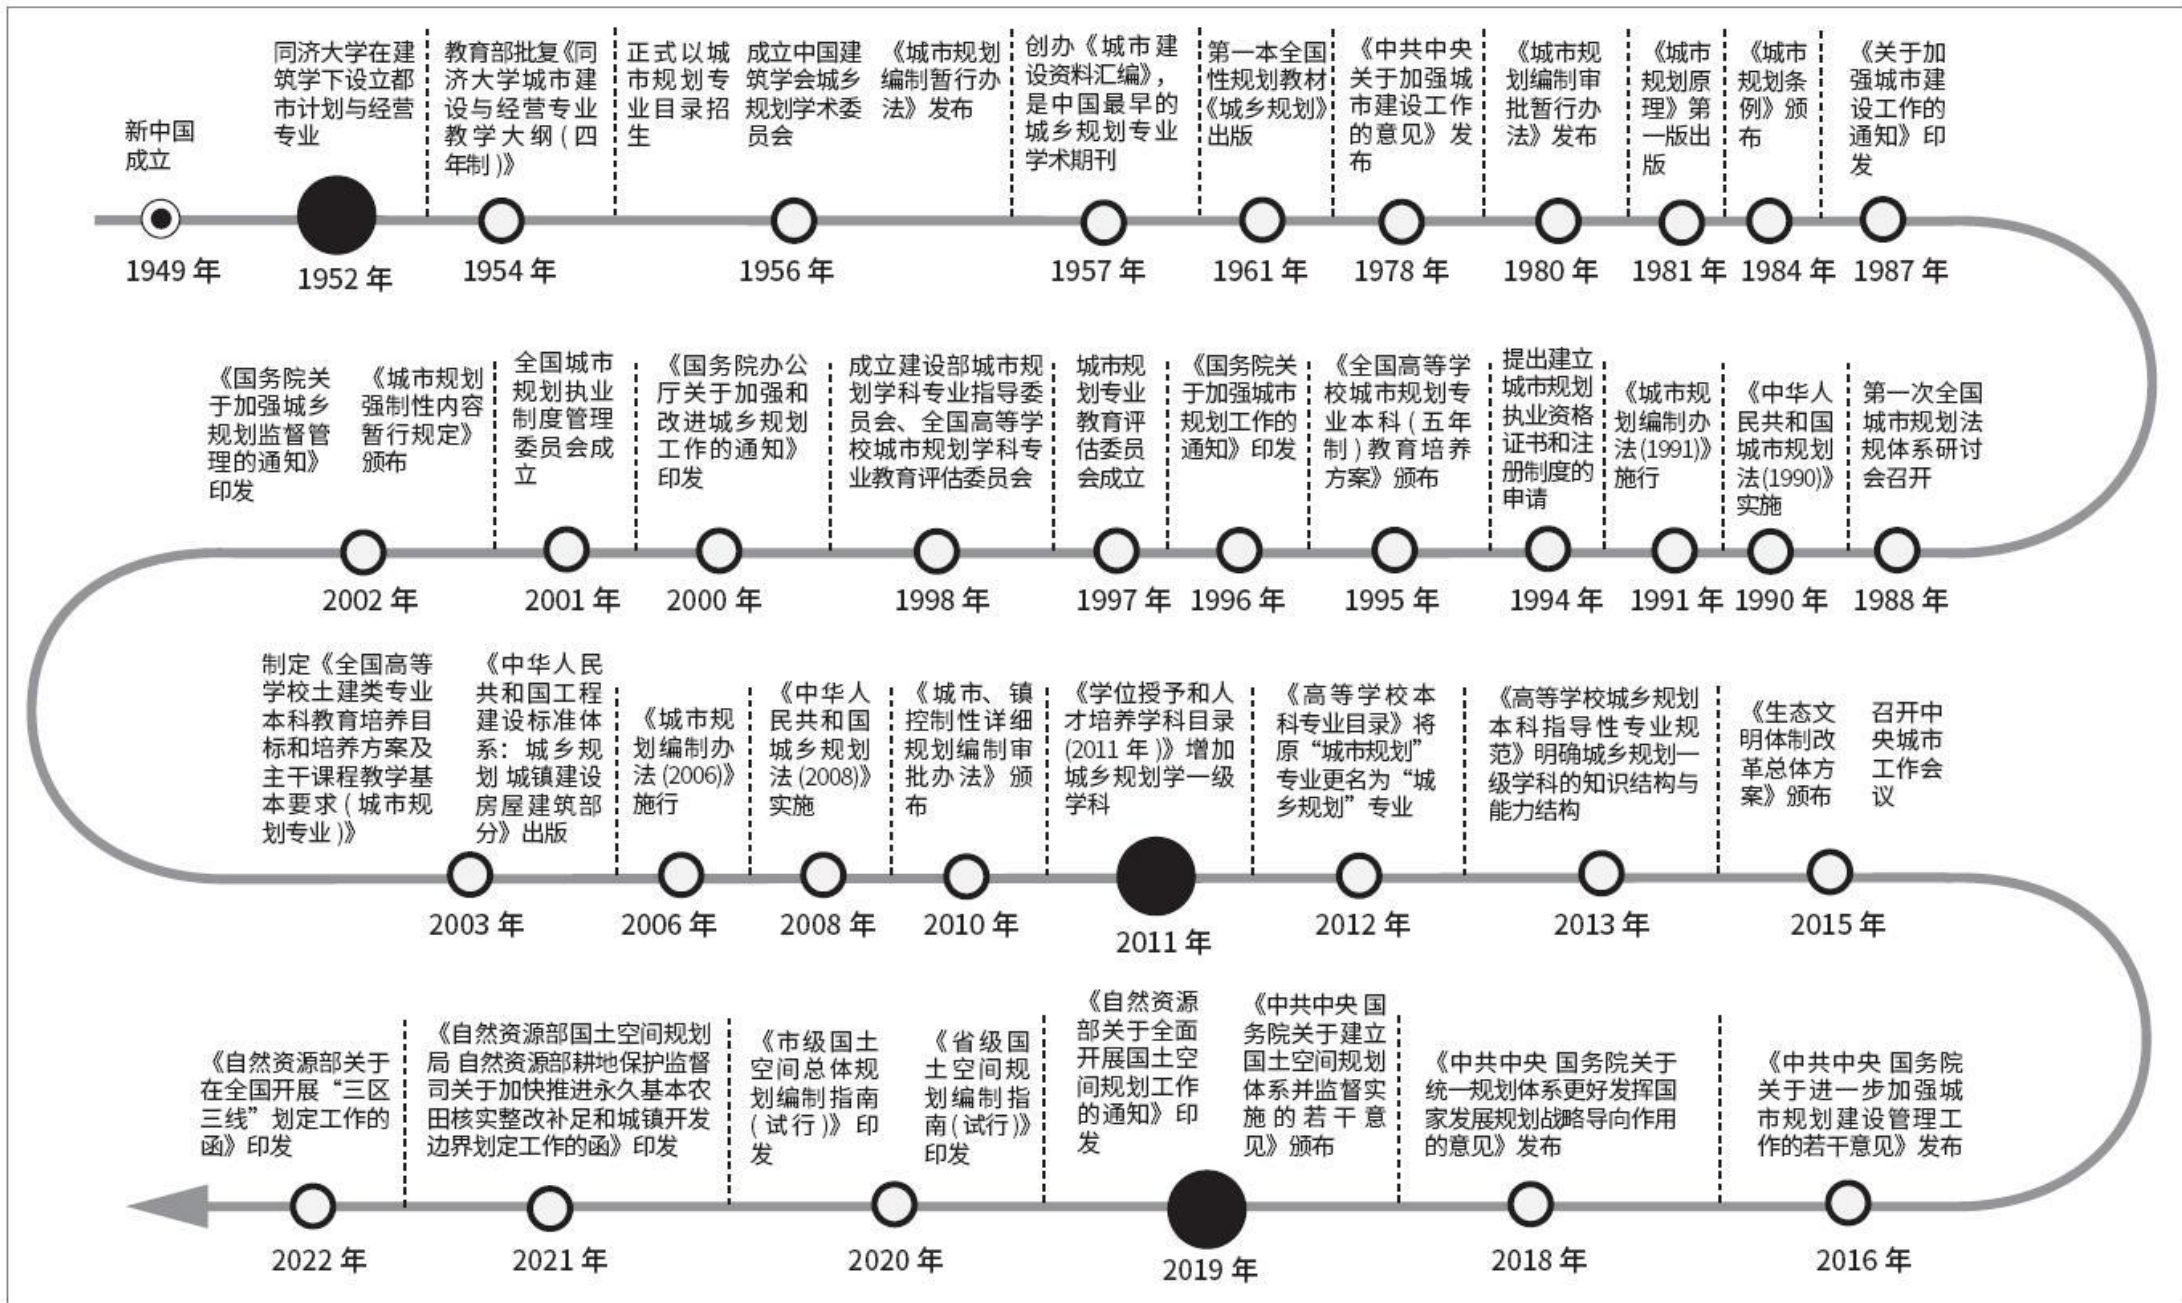 新中国
成立
1949 年
同济大学在建
筑学下设立都
市计划与经营
专业
1952 年
教育部批复《同
济大学城市建
设与经营专业
教学大纲(四
年制)》
1954 年
正式以城
市规划专
业目录招
生
成立中国建
筑学会城乡
规划学术委
员会
《城市规划
编制暂行办
法》发布
1956 年
创办《城市建
设资料汇编》，
是中国最早的
城乡规划专业
学术期刊
1957 年
第一本全国
性规划教材
《城乡规划》
出版
1961 年
《中共中央
关于加强城
市建设工作
的意见》发
布
1978 年
《城市规
划编制审
批暂行办
法》发布
1980 年
《城市
规划原
理》第
一版出
版
1981 年
《城市
规划条
例》颁
布
1984 年
《关于加
强城市建
设工作的
通知》印
发
1987 年
第一次全国
城市规划法
规体系研讨
会召开
1988 年
《中华人
民共和国
城市规划
法(1990)》
实施
1990 年
《城市规
划编制办
法(1991)》
施行
1991 年
提出建立
城市规划
执业资格
证书和注
册制度的
申请
1994 年
《全国高等学
校城市规划专
业本科(五年
制)教育培养
方案》颁布
1995 年
《国务院关
于加强城市
规划工作的
通知》印发
1996 年
城市规
划专业
教育评
估委员
会成立
1997 年
成立建设部城市规
划学科专业指导委
员会、全国高等学
校城市规划学科专
业教育评估委员会
1998 年
《国务院办公
厅关于加强和
改进城乡规划
工作的通知》
印发
2000 年
全国城市
规划执业
制度管理
委员会成
立
2001 年
《城市规划
强制性内容
暂行规定》
颁布
《国务院关
于加强城乡
规划监督管
理的通知》
印发
2002 年
制定《全国高等
学校土建类专业
本科教育培养目
标和培养方案及
主干课程教学基
本要求(城市规
划专业)》
《中华人民
共和国工程
建设标准体
系：城乡规
划 城镇建设
房屋建筑部
分》出版
2003 年
《城市规
划编制办
法(2006)》
施行
2006 年
《中华人
民共和国
城乡规划
法(2008)》
实施
2008 年
《城市、镇
控制性详细
规划编制审
批办法》颁
布
2010 年
《学位授予和人
才培养学科目录
(2011 年)》增加
城乡规划学一级
学科
2011 年
《高等学校本
科专业目录》将
原“城市规划”
专业更名为“城
乡规划”专业
2012 年
《高等学校城乡规划
本科指导性专业规
范》明确城乡规划一
级学科的知识结构与
能力结构
2013 年
《生态文
明体制改
革总体方
案》颁布
召开中
央城市
工作会
议
2015 年
《中共中央 国务院
关于进一步加强城
市规划建设管理工
作的若干意见》发布
2016 年
《中共中央 国务院关于
统一规划体系更好发挥国
家发展规划战略导向作用
的意见》发布
2018 年
《中共中央 国
务院关于建立
国土空间规划
体系并监督实
施的若干意
见》颁布
《自然资源
部关于全面
开展国土空
间规划工作
的通知》印
发
2019 年
《省级国
土空间规
划编制指
南(试行)》
印发
《市级国土
空间总体规
划编制指南
(试行)》印
发
2020 年
《自然资源部国土空间规划
局 自然资源部耕地保护监督
司关于加快推进永久基本农
田核实整改补足和城镇开发
边界划定工作的函》印发
2021 年
《自然资源部关于
在全国开展“三区
三线”划定工作的
函》印发
2022 年